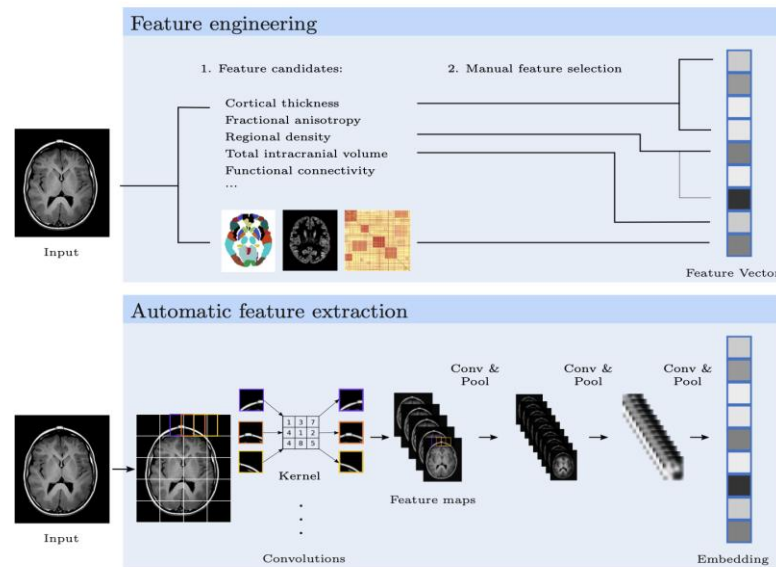 Feature engineering
1. Feature candidates:
2. Manual feature selection
Cortical thickness
Fractional anisotropy
Regional density
Total intracranial volume
Functional connectivity
...
Input
Feature Vector
Automatic feature extraction
Conv &
Pool
Conv &
Pool
Conv &
Pool
1 3 7
4 1 2
4 8 5
Kernel
Feature maps
Input
Convolutions
Embedding